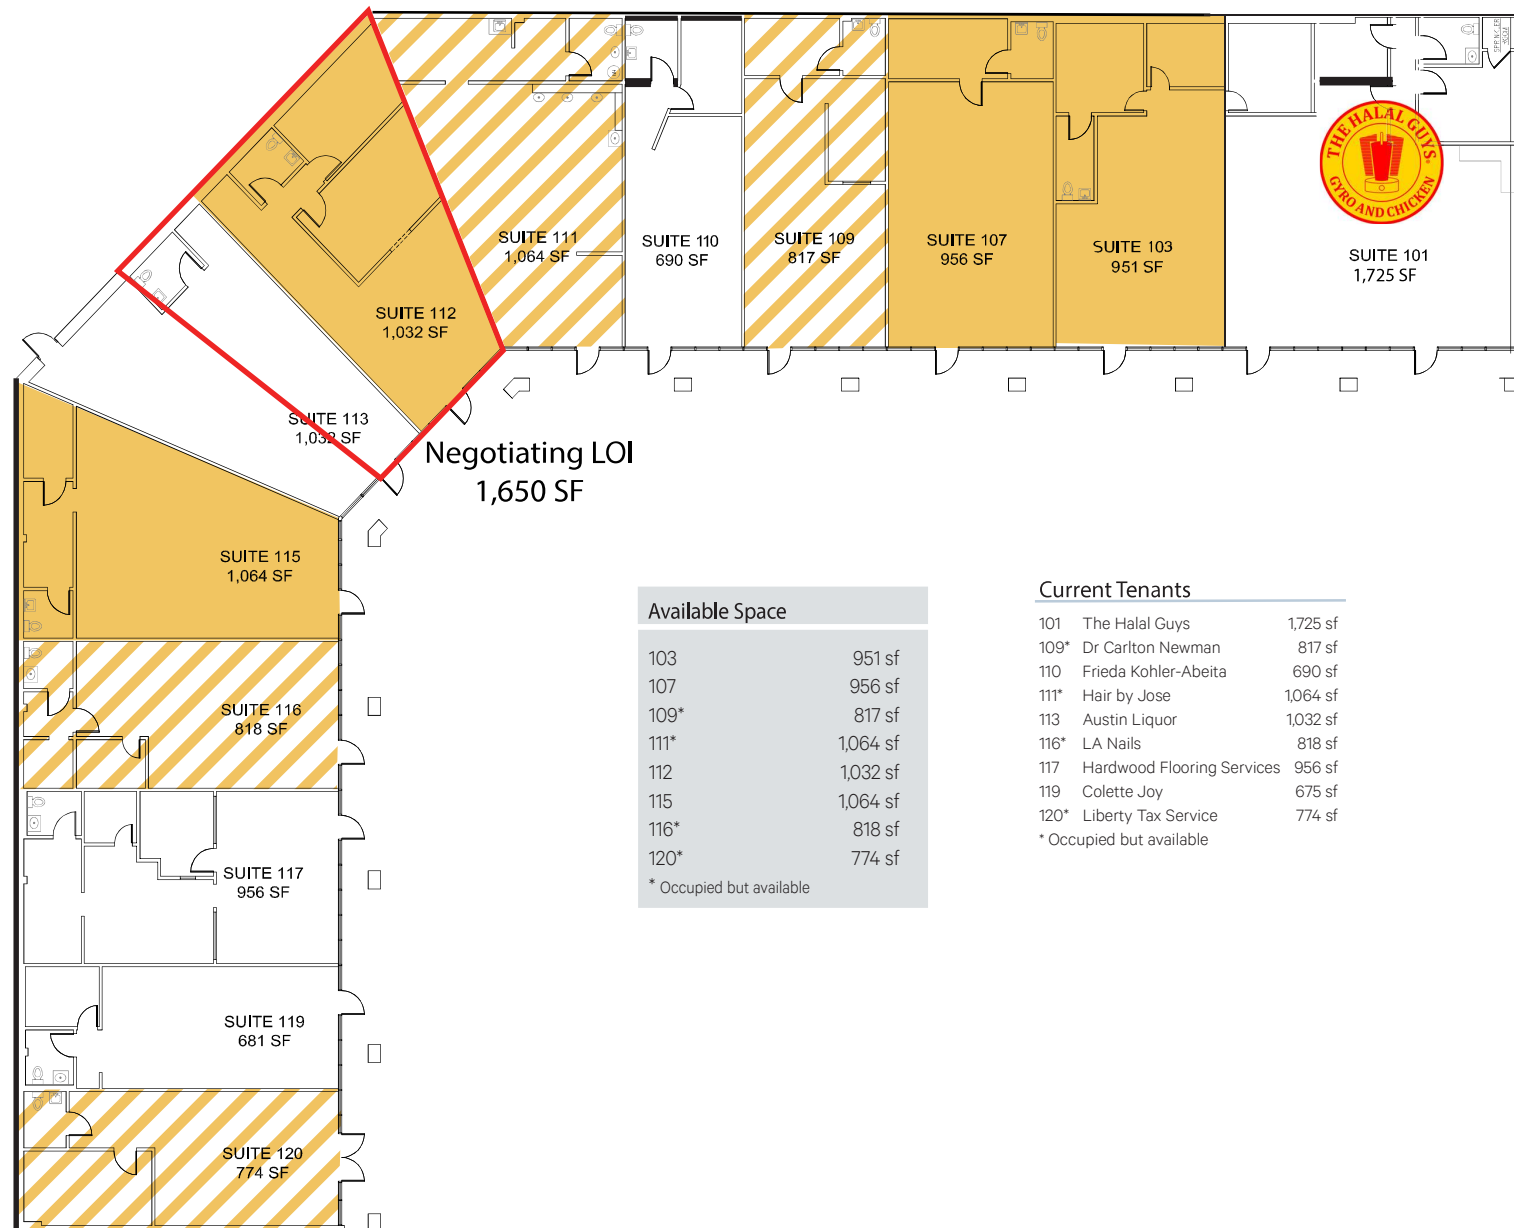 SPRINKLER
ROOM
THE HALAL GUYS®
GYRO AND CHICKEN
SUITE 111
1,064 SF
SUITE 110
690 SF
SUITE 109
817 SF
SUITE 107
956 SF
SUITE 103
951 SF
SUITE 101
1,725 SF
SUITE 112
1,032 SF
SUITE 113
1,032 SF
Negotiating LOI
1,650 SF
SUITE 115
1,064 SF
SUITE 116
818 SF
SUITE 117
956 SF
SUITE 119
681 SF
SUITE 120
774 SF
Available Space
103 951 sf
107 956 sf
109* 817 sf
111* 1,064 sf
112 1,032 sf
115 1,064 sf
116* 818 sf
120* 774 sf
* Occupied but available
Current Tenants
101 The Halal Guys 1,725 sf
109* Dr Carlton Newman 817 sf
110 Frieda Kohler-Abeita 690 sf
111* Hair by Jose 1,064 sf
113 Austin Liquor 1,032 sf
116* LA Nails 818 sf
117 Hardwood Flooring Services 956 sf
119 Colette Joy 675 sf
120* Liberty Tax Service 774 sf
* Occupied but available